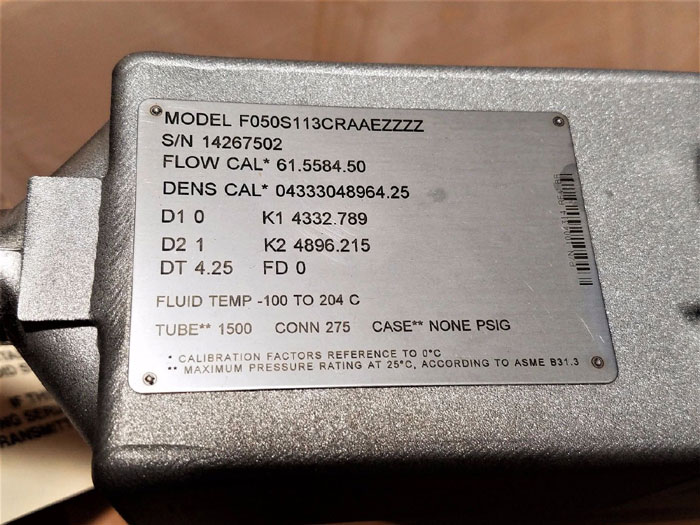 MODEL F050S113CRAAEZZZZ
S/N 14267502
FLOW CAL* 61.5584.50
DENS CAL* 04333048964.25
D1 0 K1 4332.789
D2 1 K2 4896.215
DT 4.25 FD 0
FLUID TEMP -100 TO 204 C
TUBE** 1500 CONN 275 CASE** NONE PSIG
* CALIBRATION FACTORS REFERENCE TO 0°C
** MAXIMUM PRESSURE RATING AT 25°C, ACCORDING TO ASME B31.3
IF TH